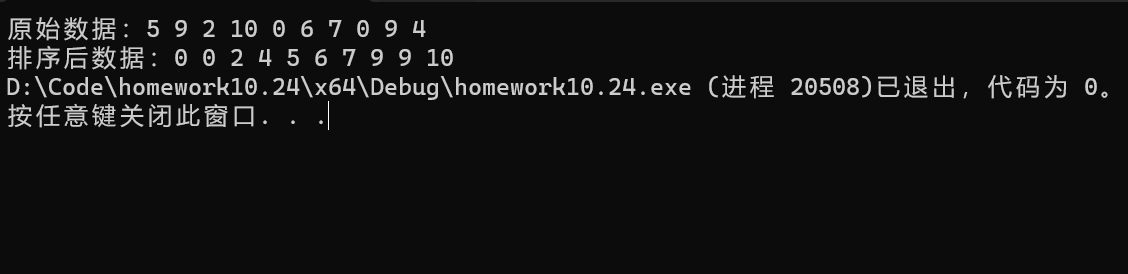 原始数据：5 9 2 10 0 6 7 0 9 4
排序后数据：0 0 2 4 5 6 7 9 9 10
D:\Code\homework10.24\x64\Debug\homework10.24.exe (进程 20508)已退出，代码为 0。
按任意键关闭此窗口. . .